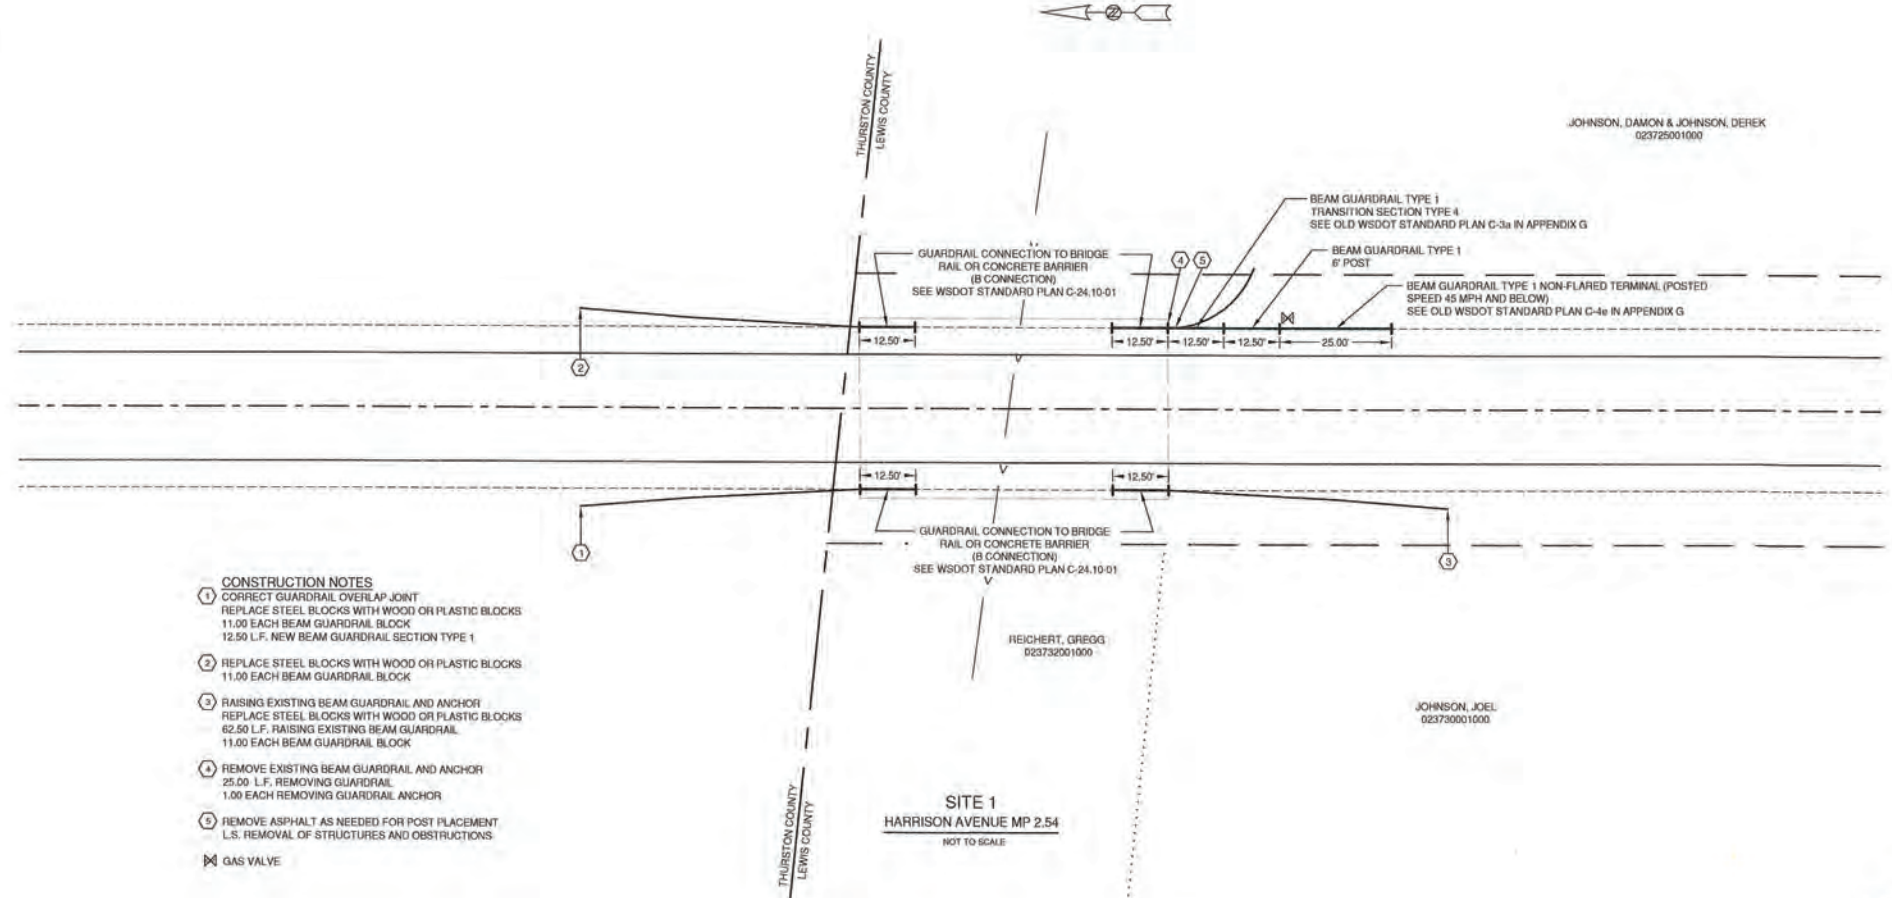 THURSTON COUNTY
LEWIS COUNTY
JOHNSON, DAMON & JOHNSON, DEREK
023725001000
BEAM GUARDRAIL TYPE 1
TRANSITION SECTION TYPE 4
SEE OLD WSDOT STANDARD PLAN C-3a IN APPENDIX G
BEAM GUARDRAIL TYPE 1
6' POST
BEAM GUARDRAIL TYPE 1 NON-FLARED TERMINAL (POSTED
SPEED 45 MPH AND BELOW)
SEE OLD WSDOT STANDARD PLAN C-4e IN APPENDIX G
GUARDRAIL CONNECTION TO BRIDGE
RAIL OR CONCRETE BARRIER
(B CONNECTION)
SEE WSDOT STANDARD PLAN C-24.10-01
4 5
12.50' 12.50' 12.50' 12.50' 25.00'
2
12.50' 12.50'
GUARDRAIL CONNECTION TO BRIDGE
RAIL OR CONCRETE BARRIER
(B CONNECTION)
SEE WSDOT STANDARD PLAN C-24.10-01
1
3
CONSTRUCTION NOTES
1 CORRECT GUARDRAIL OVERLAP JOINT
REPLACE STEEL BLOCKS WITH WOOD OR PLASTIC BLOCKS
11.00 EACH BEAM GUARDRAIL BLOCK
12.50 L.F. NEW BEAM GUARDRAIL SECTION TYPE 1
2 REPLACE STEEL BLOCKS WITH WOOD OR PLASTIC BLOCKS
11.00 EACH BEAM GUARDRAIL BLOCK
3 RAISING EXISTING BEAM GUARDRAIL AND ANCHOR
REPLACE STEEL BLOCKS WITH WOOD OR PLASTIC BLOCKS
62.50 L.F. RAISING EXISTING BEAM GUARDRAIL
11.00 EACH BEAM GUARDRAIL BLOCK
4 REMOVE EXISTING BEAM GUARDRAIL AND ANCHOR
25.00 L.F. REMOVING GUARDRAIL
1.00 EACH REMOVING GUARDRAIL ANCHOR
5 REMOVE ASPHALT AS NEEDED FOR POST PLACEMENT
L.S. REMOVAL OF STRUCTURES AND OBSTRUCTIONS
GAS VALVE
REICHERT, GREGG
023732001000
JOHNSON, JOEL
023730001000
THURSTON COUNTY
LEWIS COUNTY
SITE 1
HARRISON AVENUE MP 2.54
NOT TO SCALE